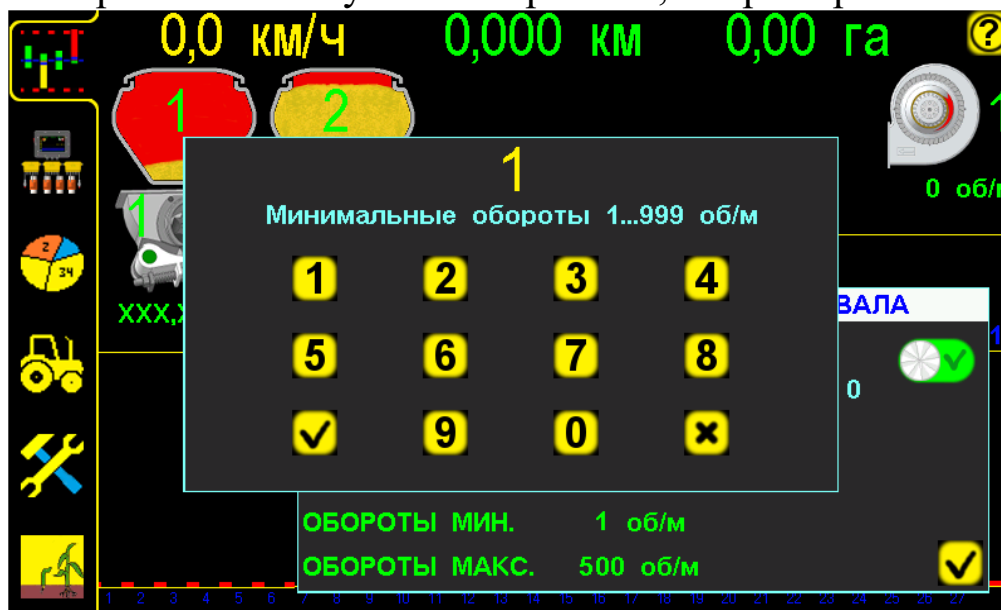 0,0 км/ч 0,000 км 0,00 га ?
1 2
1
Минимальные обороты 1...999 об/м
0 об/
1
1 2 3 4
ВАЛА
5 6 7 8
0
9 0
2
34
ОБОРОТЫ МИН. 1 об/м
ОБОРОТЫ МАКС. 500 об/м
1 2 3 4 5 6 7 8 9 10 11 12 13 14 15 16 17 18 19 20 21 22 23 24 25 26 27